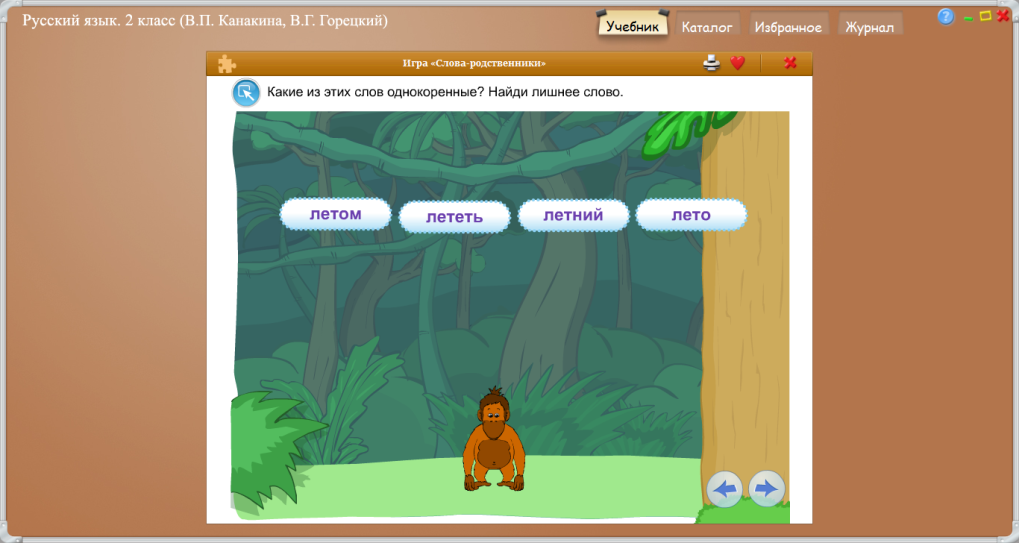 Русский язык. 2 класс (В.П. Канакина, В.Г. Горецкий)
Учебник Каталог Избранное Журнал
?
Игра «Слова-родственники»
Какие из этих слов однокоренные? Найди лишнее слово.
летом лететь летний лето